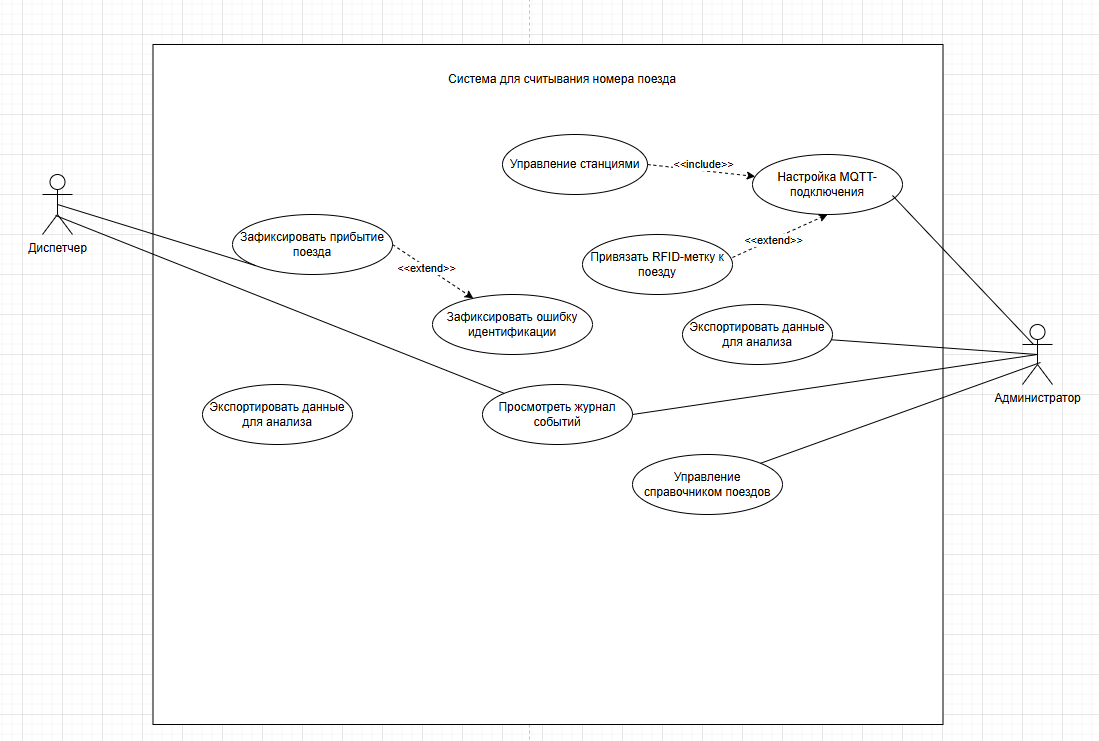 Система для считывания номера поезда
Управление станциями
<<include>>
Настройка MQTT-
подключения
Диспетчер
Зафиксировать прибытие
поезда
<<extend>>
<<extend>>
Привязать RFID-метку к
поезду
Зафиксировать ошибку
идентификации
Экспортировать данные
для анализа
Администратор
Экспортировать данные
для анализа
Просмотреть журнал
событий
Управление
справочником поездов